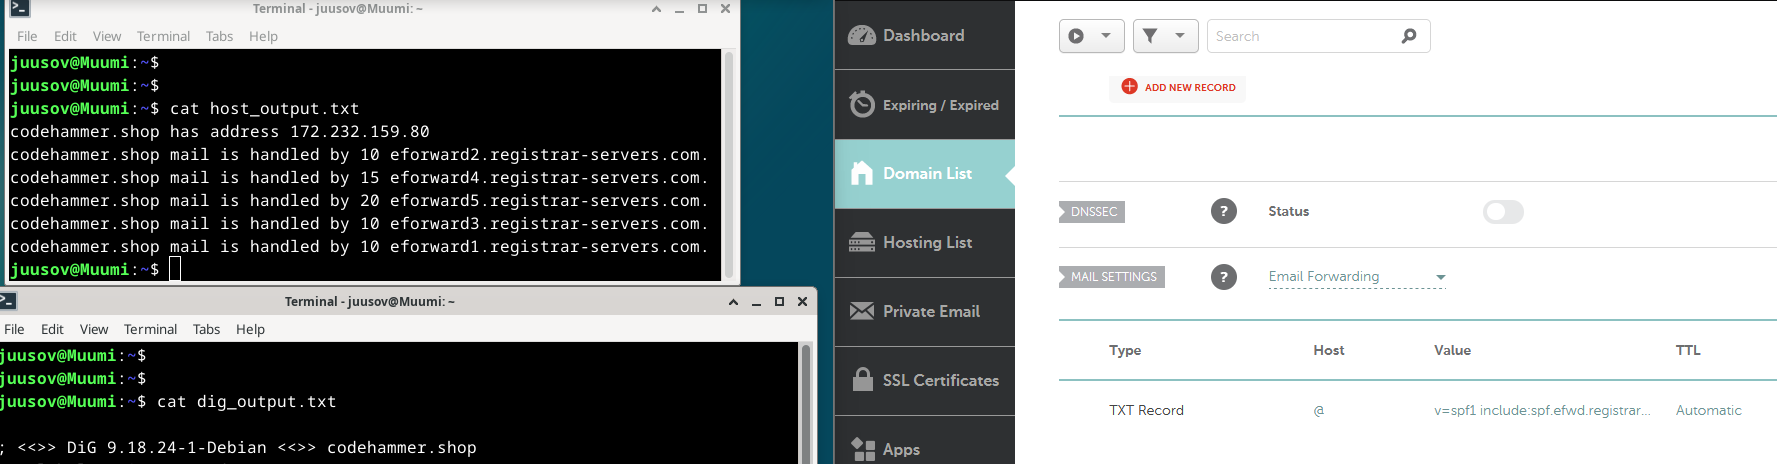 Terminal - juusov@Muumi: ~
File Edit View Terminal Tabs Help
juusov@Muumi:~$
juusov@Muumi:~$
juusov@Muumi:~$ cat host_output.txt
codehammer.shop has address 172.232.159.80
codehammer.shop mail is handled by 10 eforward2.registrar-servers.com.
codehammer.shop mail is handled by 15 eforward4.registrar-servers.com.
codehammer.shop mail is handled by 20 eforward5.registrar-servers.com.
codehammer.shop mail is handled by 10 eforward3.registrar-servers.com.
codehammer.shop mail is handled by 10 eforward1.registrar-servers.com.
juusov@Muumi:~$
Terminal - juusov@Muumi: ~
File Edit View Terminal Tabs Help
juusov@Muumi:~$
juusov@Muumi:~$
juusov@Muumi:~$ cat dig_output.txt
; <<>> DiG 9.18.24-1-Debian <<>> codehammer.shop
Dashboard
Expiring / Expired
Domain List
Hosting List
Private Email
SSL Certificates
Apps
Search
ADD NEW RECORD
DNSSEC ? Status
MAIL SETTINGS ? Email Forwarding
Type Host Value TTL
TXT Record @ v=spf1 include:spf.efwd.registrar... Automatic